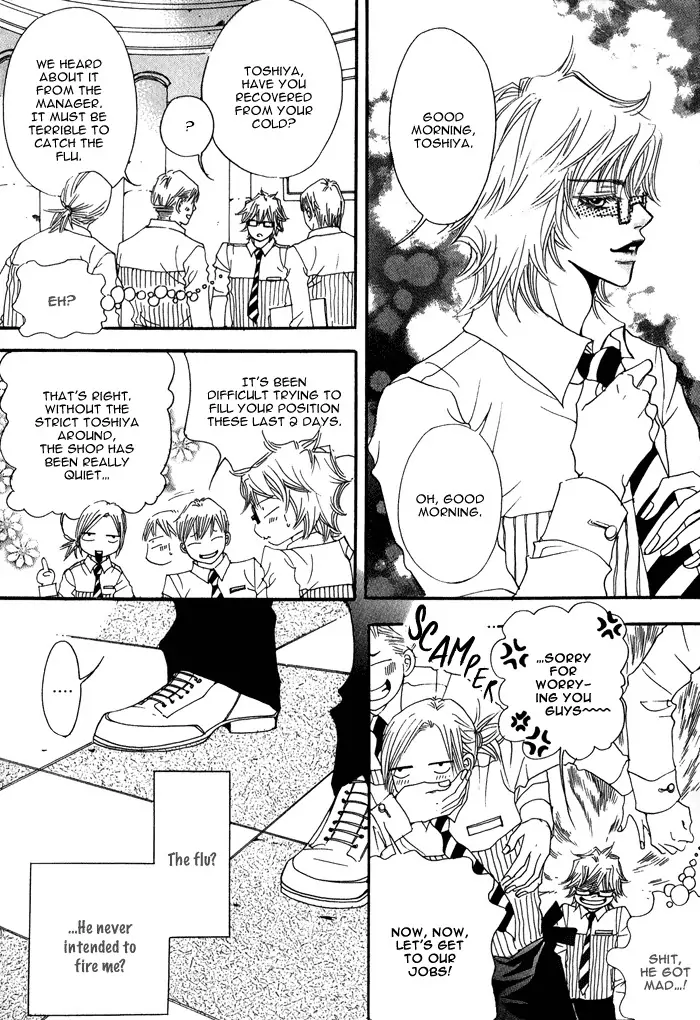 GOOD
MORNING,
TOSHIYA.
OH, GOOD
MORNING.
TOSHIYA,
HAVE YOU
RECOVERED
FROM YOUR
COLD?
?
WE HEARD
ABOUT IT
FROM THE
MANAGER.
IT MUST BE
TERRIBLE TO
CATCH THE
FLU.
EH?
IT'S BEEN
DIFFICULT TRYING TO
FILL YOUR POSITION
THESE LAST 2 DAYS.
THAT'S RIGHT.
WITHOUT THE
STRICT TOSHIYA
AROUND,
THE SHOP HAS
BEEN REALLY
QUIET...
SCAMPER
...SORRY
FOR
WORRY-
ING YOU
GUYS~~~~
SHIT,
HE GOT
MAD...!
NOW, NOW,
LET'S GET
TO OUR
JOBS!
....
The flu?
...He never
intended to
fire me?